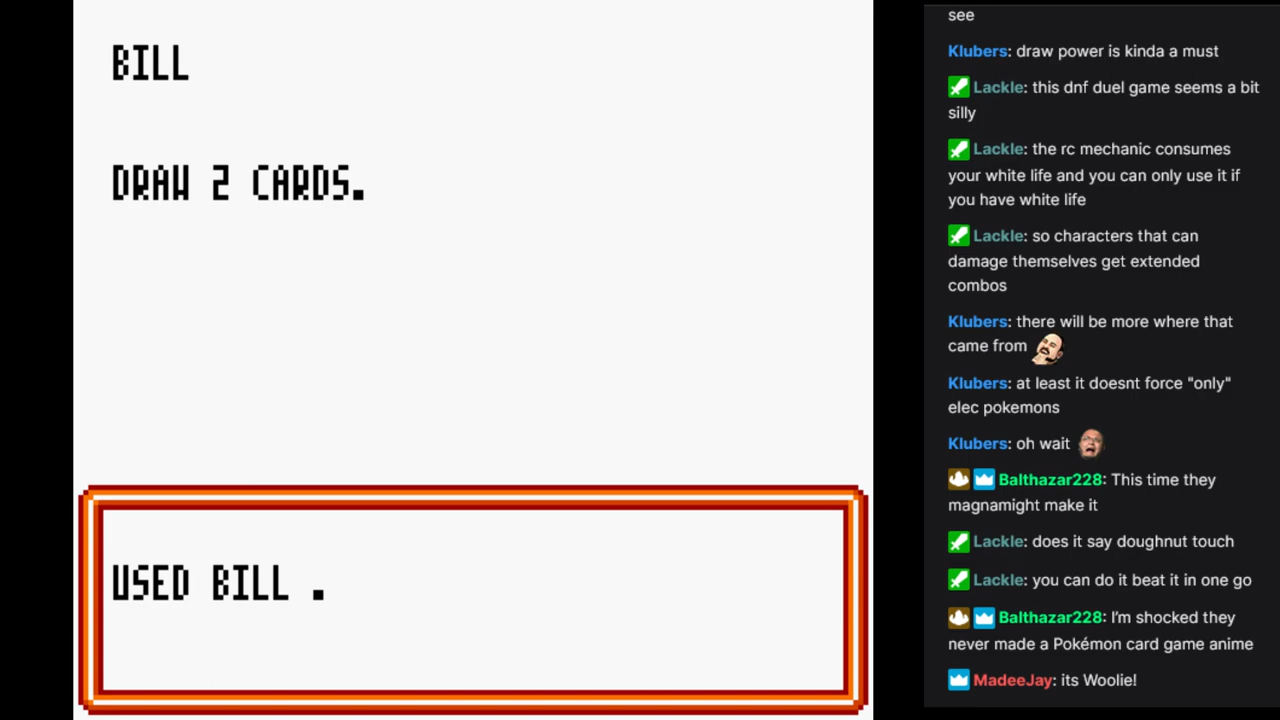 BILL
DRAW 2 CARDS.
USED BILL .
see
Klubers: draw power is kinda a must
Lackle: this dnf duel game seems a bit
silly
Lackle: the rc mechanic consumes
your white life and you can only use it if
you have white life
Lackle: so characters that can
damage themselves get extended
combos
Klubers: there will be more where that
came from
Klubers: at least it doesnt force "only"
elec pokemons
Klubers: oh wait
Balthazar228: This time they
magnamight make it
Lackle: does it say doughnut touch
Lackle: you can do it beat it in one go
Balthazar228: I'm shocked they
never made a Pokémon card game anime
MadeeJay: its Woolie!